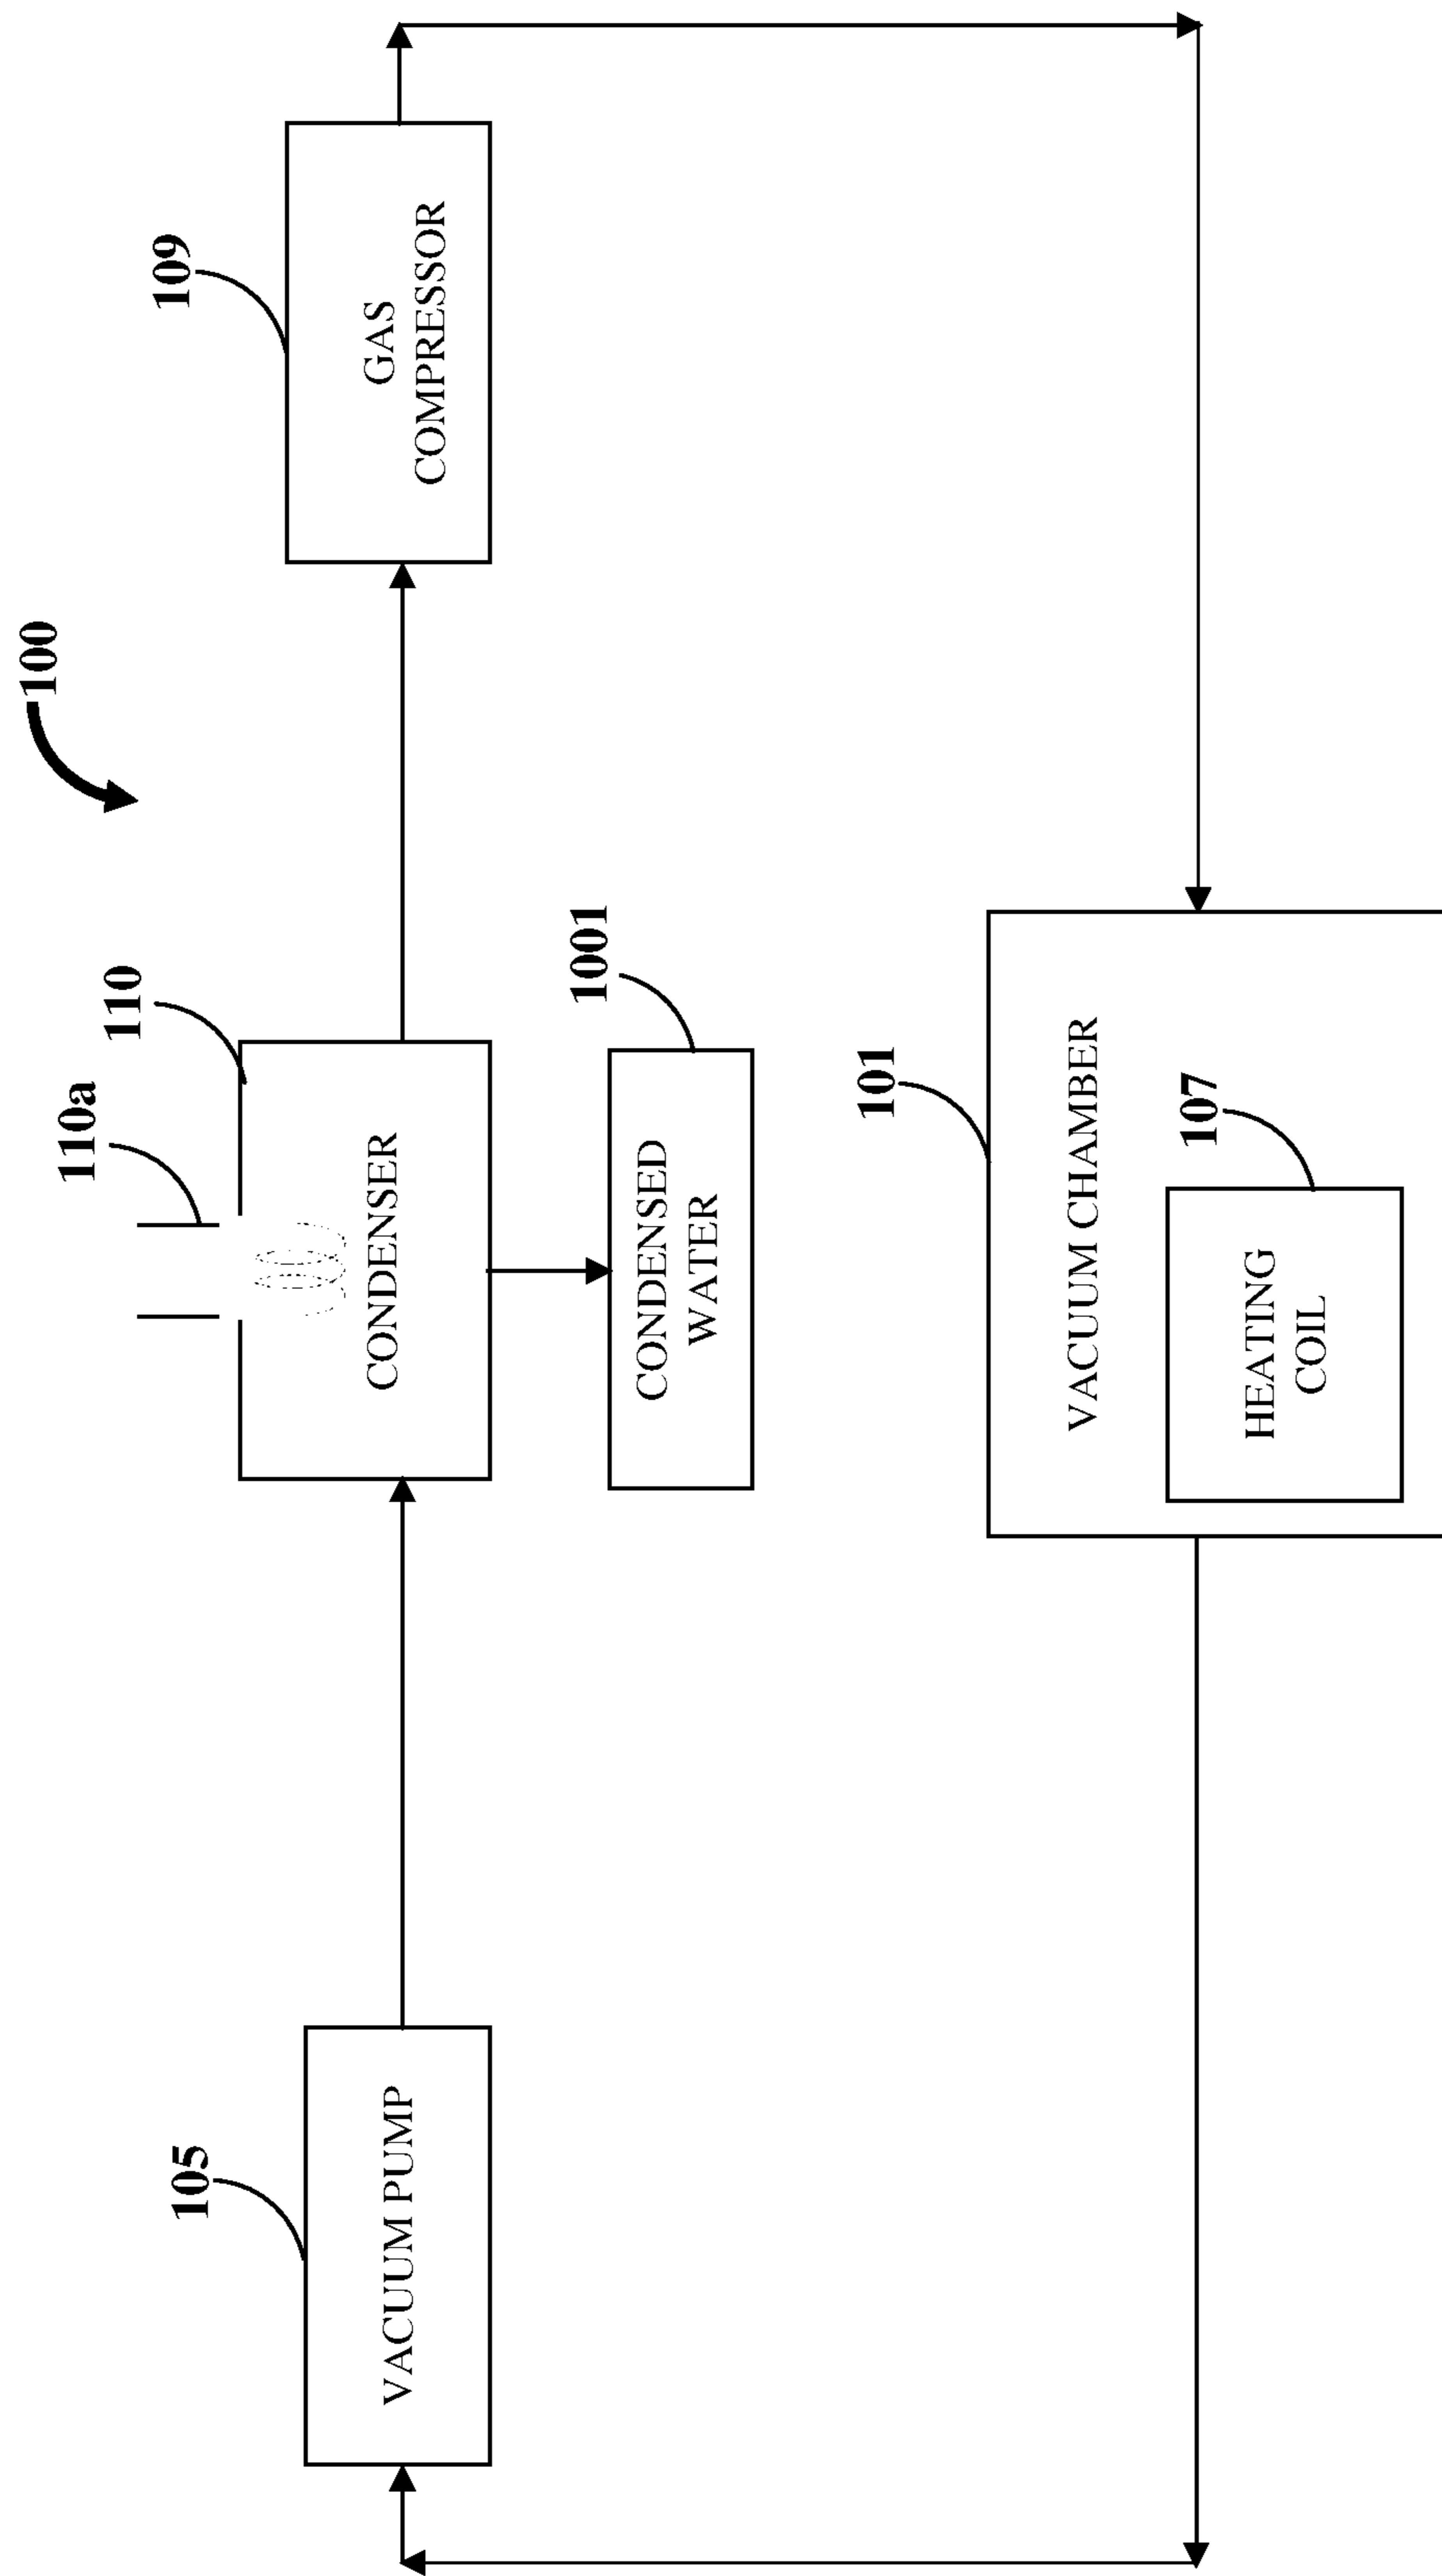 100
110
110a
109
105
VACUUM PUMP
CONDENSER
GAS
COMPRESSOR
1001
CONDENSED
WATER
101
VACUUM CHAMBER
107
HEATING
COIL